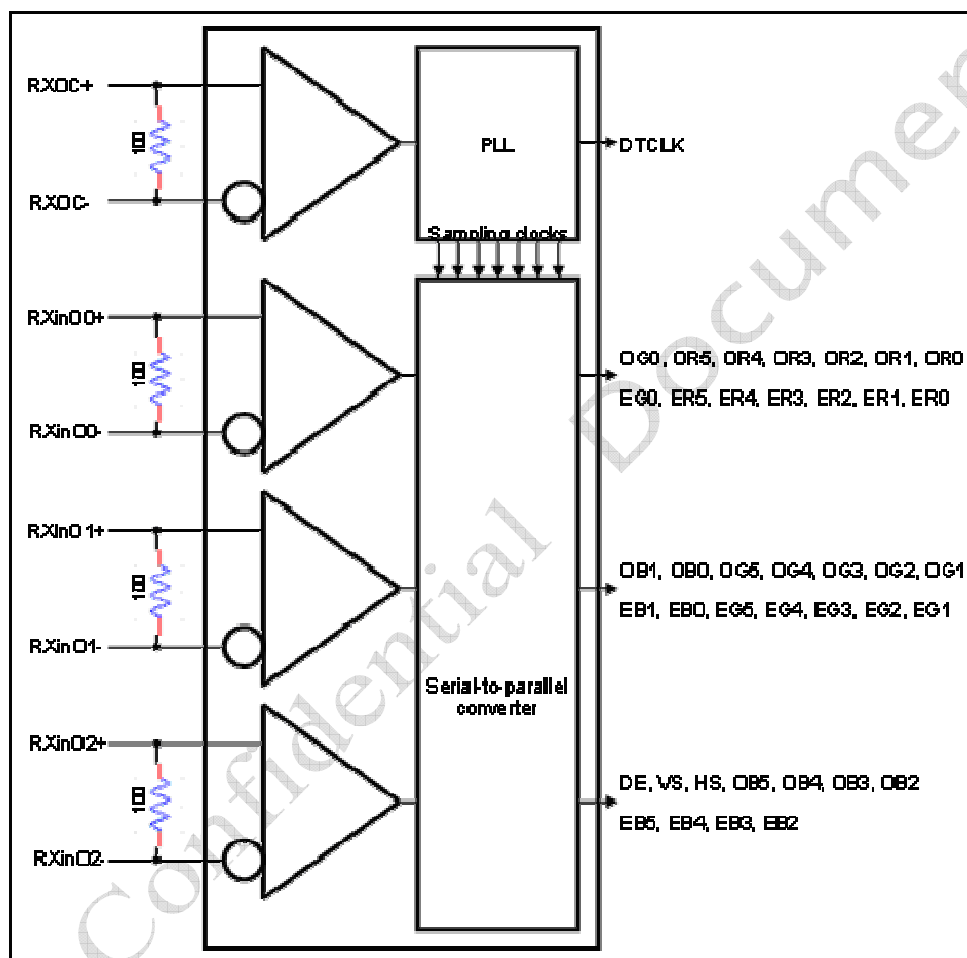 RXOC+
100
RXOC-
PLL
DTCLK
Sampling clocks
RXinO0+
100
RXinO0-
OG0, OR5, OR4, OR3, OR2, OR1, OR0
EG0, ER5, ER4, ER3, ER2, ER1, ER0
RXinO1+
100
RXinO1-
OB1, OB0, OG5, OG4, OG3, OG2, OG1
EB1, EB0, EG5, EG4, EG3, EG2, EG1
Serial-to-parallel
converter
RXinO2+
100
RXinO2-
DE, VS, HS, OB5, OB4, OB3, OB2
EB5, EB4, EB3, EB2
Confidential Documen